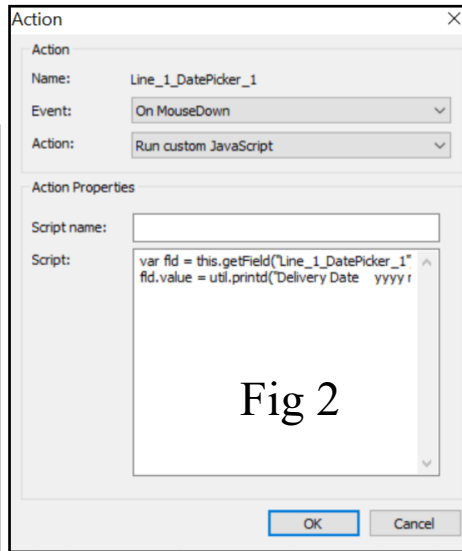 Action
Action
Name: Line_1_DatePicker_1
Event: On MouseDown
Action: Run custom JavaScript
Action Properties
Script name:
Script: var fld = this.getField("Line_1_DatePicker_1"
fld.value = util.printd("Delivery Date    yyyy
Fig 2
OK Cancel